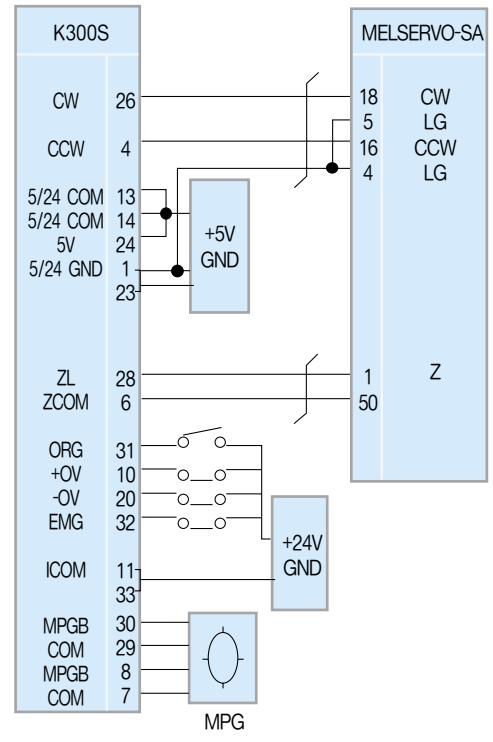 K300S MELSERVO-SA
CW 26 18 CW
5 LG
CCW 4 16 CCW
4 LG
5/24 COM 13
5/24 COM 14
5V 24
5/24 GND 1
23
+5V
GND
ZL 28 1 Z
ZCOM 6 50
ORG 31
+OV 10
-OV 20
EMG 32
+24V
GND
ICOM 11
33
MPGB 30
COM 29
MPGB 8
COM 7
MPG